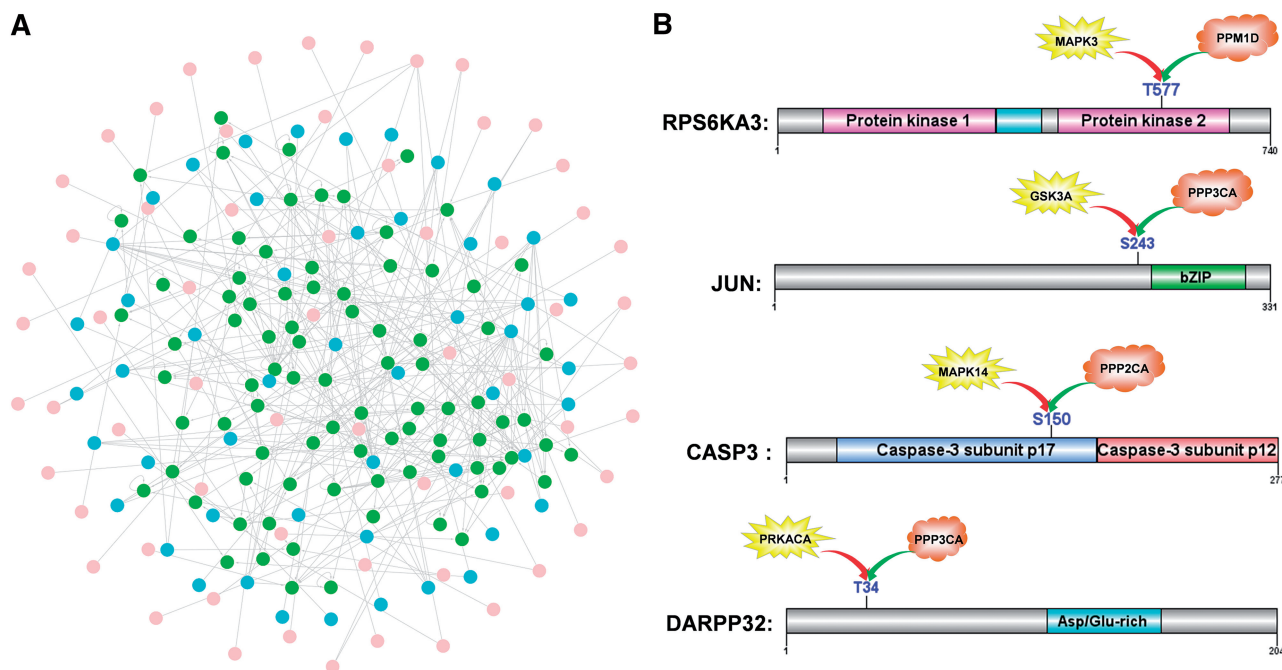 A
B
MAPK3
PPM1D
T577
RPS6KA3:
Protein kinase 1
Protein kinase 2
1
740
GSK3A
PPP3CA
S243
JUN:
bZIP
1
331
MAPK14
PPP2CA
S150
CASP3 :
Caspase-3 subunit p17
Caspase-3 subunit p12
1
277
PRKACA
PPP3CA
T34
DARPP32:
Asp/Glu-rich
1
204